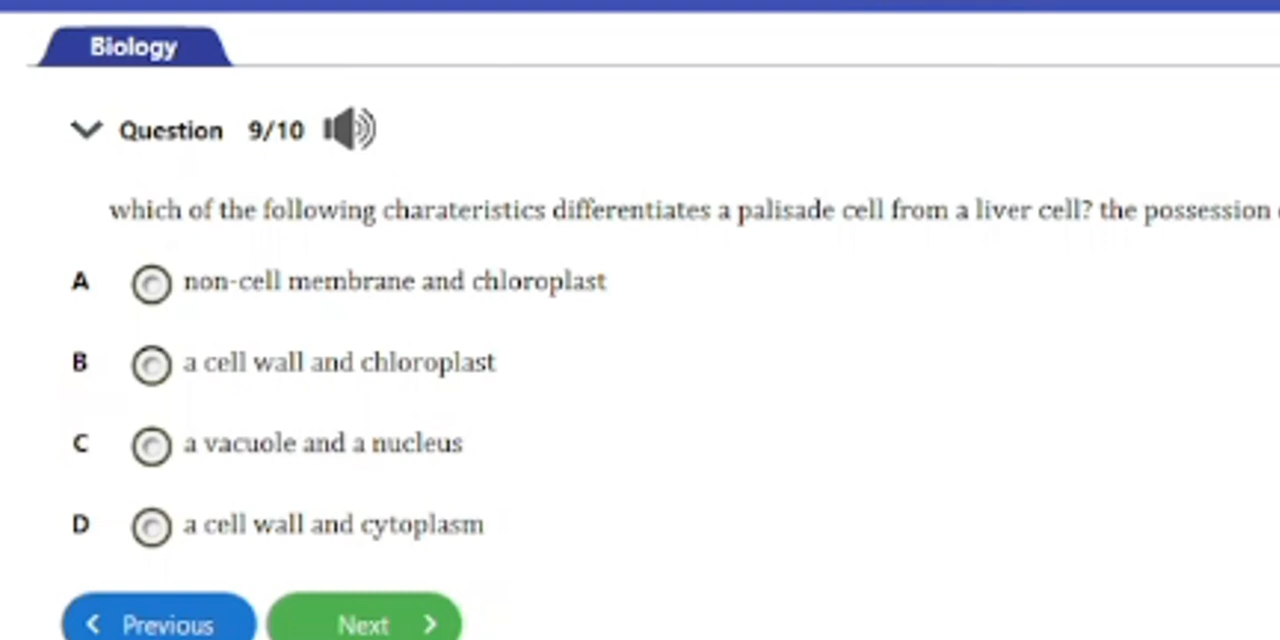 Biology
Question 9/10
which of the following charateristics differentiates a palisade cell from a liver cell? the possession
A non-cell membrane and chloroplast
B a cell wall and chloroplast
C a vacuole and a nucleus
D a cell wall and cytoplasm
Previous Next